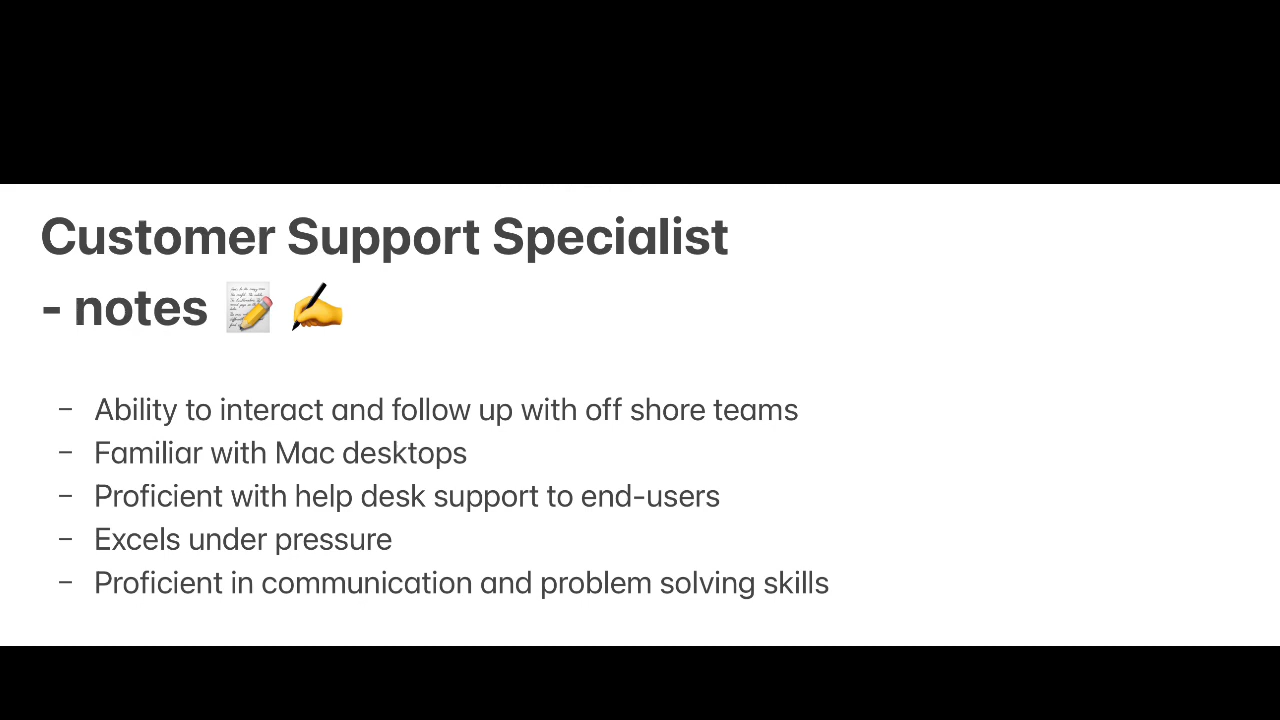 Customer Support Specialist
- notes 📝 ✍️
– Ability to interact and follow up with off shore teams
– Familiar with Mac desktops
– Proficient with help desk support to end-users
– Excels under pressure
– Proficient in communication and problem solving skills